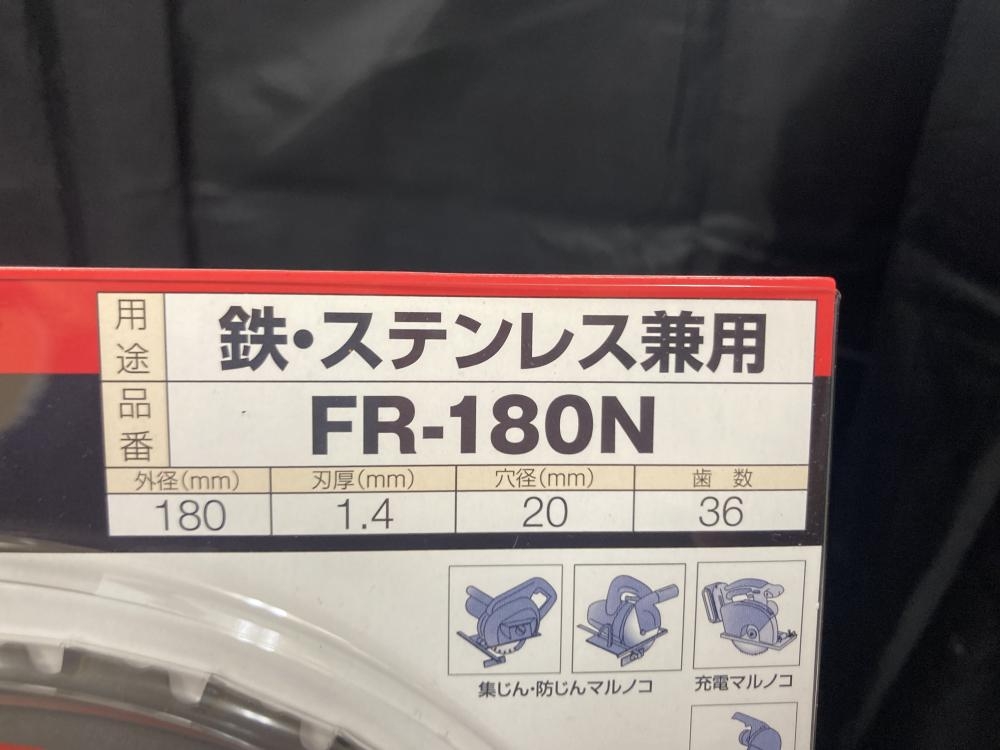 用途 鉄・ステンレス兼用
品番 FR-180N
外径(mm) 刃厚(mm) 穴径(mm) 歯数
180 1.4 20 36
集じん・防じんマルノコ 充電マルノコ